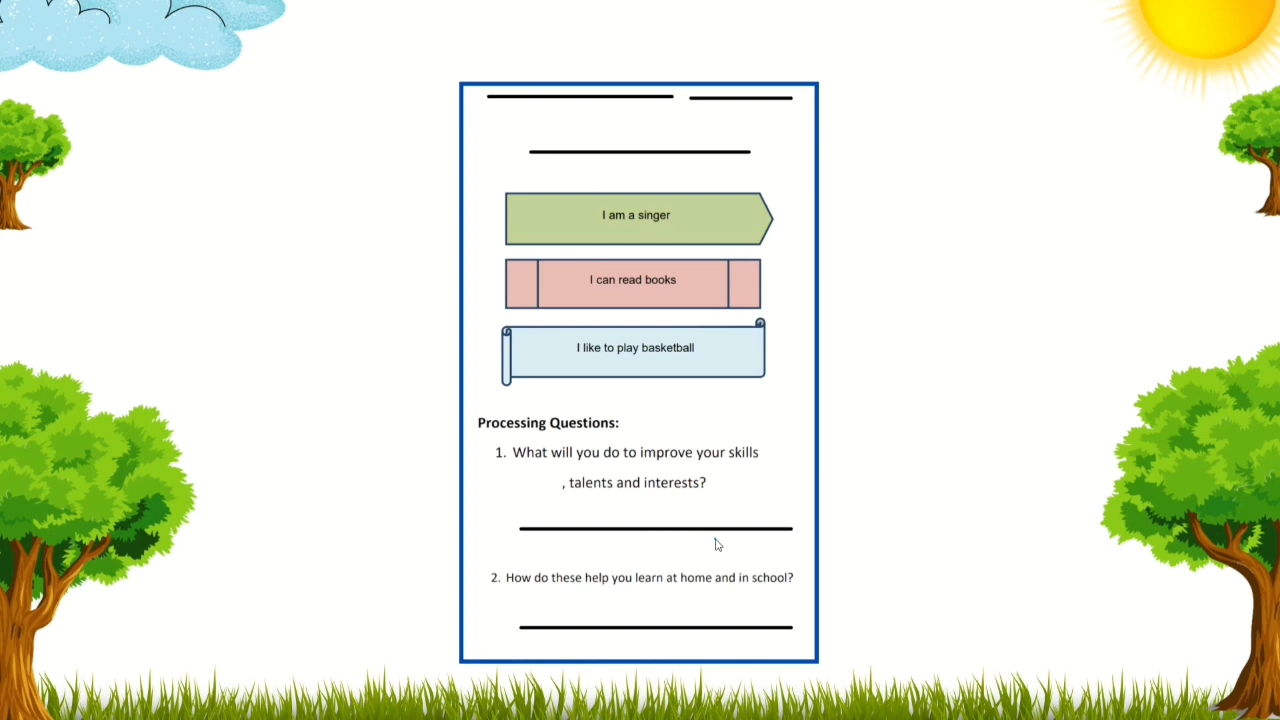 I am a singer
I can read books
I like to play basketball
Processing Questions:
1. What will you do to improve your skills
, talents and interests?
2. How do these help you learn at home and in school?